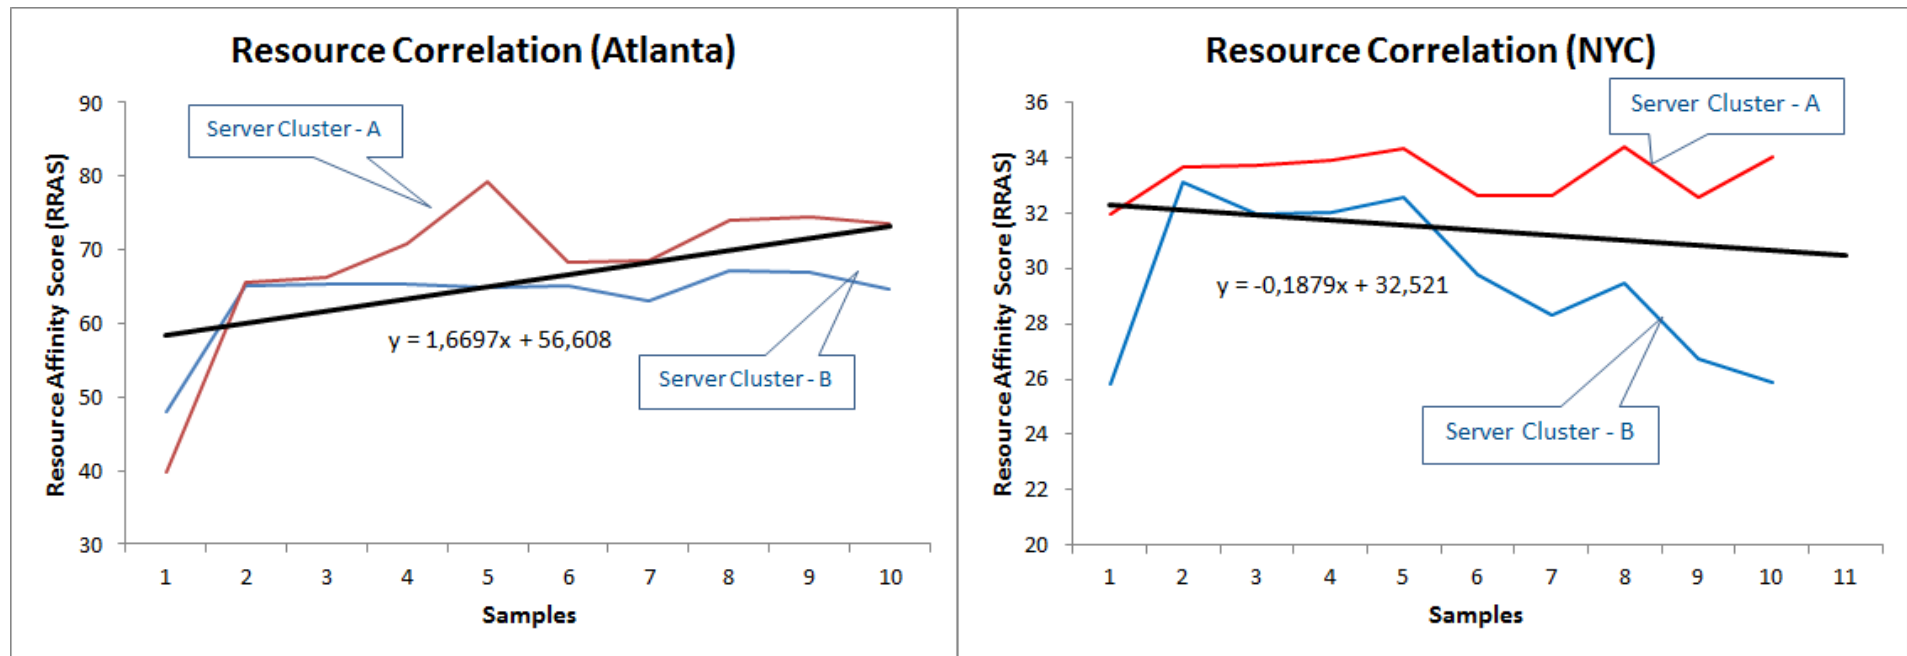 Resource Correlation (Atlanta)
Resource Affinity Score (RRAS)
90
80
70
60
50
40
30
Server Cluster - A
y = 1,6697x + 56,608
Server Cluster - B
1 2 3 4 5 6 7 8 9 10
Samples
Resource Correlation (NYC)
Resource Affinity Score (RRAS)
36
34
32
30
28
26
24
22
20
Server Cluster - A
y = -0,1879x + 32,521
Server Cluster - B
1 2 3 4 5 6 7 8 9 10 11
Samples